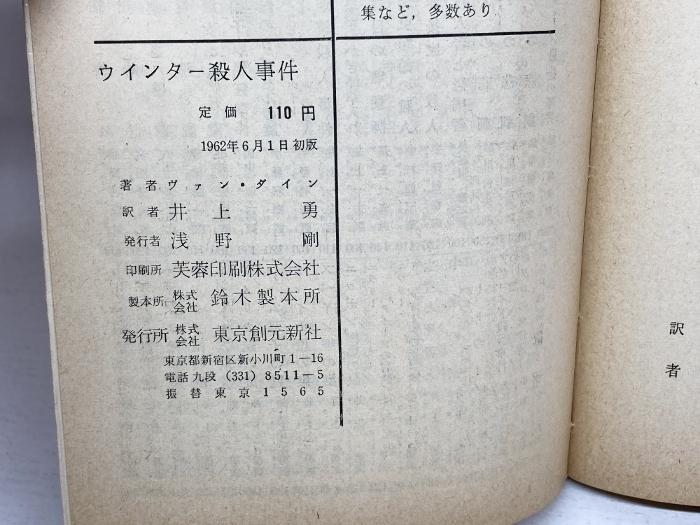 集など，多数あり
ウインター殺人事件
定価 110円
1962年6月1日初版
著者 ヴァン・ダイン
訳者 井上勇
発行者 浅野剛
印刷所 芙蓉印刷株式会社
製本所 株式会社 鈴木製本所
発行所 株式会社 東京創元新社
東京都新宿区新小川町1―16
電話九段（331）8511―5
振替東京1565
訳
者